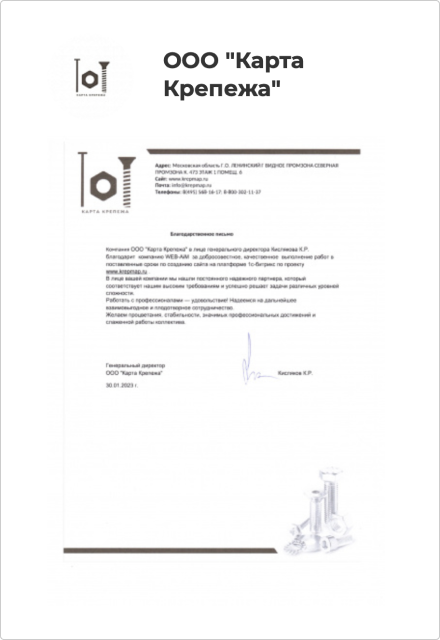 КАРТА КРЕПЕЖА
ООО "Карта
Крепежа"
КАРТА КРЕПЕЖА
Адрес: Московская область Г.О. ЛЕНИНСКИЙ Г ВИДНОЕ ПРОМЗОНА СЕВЕРНАЯ
ПРОМЗОНА К. 473 ЭТАЖ 1 ПОМЕЩ. 6
Сайт: www.krepmap.ru
Почта: info@krepmap.ru
Телефоны: 8(495) 568-16-17; 8-800-302-11-37
Благодарственное письмо
Компания ООО "Карта Крепежа" в лице генерального директора Кислякова К.Р.
благодарит компанию WEB-AiM за добросовестное, качественное выполнение работ в
поставленные сроки по созданию сайта на платформе 1с-битрикс по проекту
www.krepmap.ru .
В лице вашей компании мы нашли постоянного надежного партнера, который
соответствует нашим высоким требованиям и успешно решает задачи различных уровней
сложности.
Работать с профессионалами — удовольствие! Надеемся на дальнейшее
взаимовыгодное и плодотворное сотрудничество.
Желаем процветания, стабильности, значимых профессиональных достижений и
слаженной работы коллектива.
Генеральный директор
ООО "Карта Крепежа"
Кисляков К.Р.
30.01.2023 г.